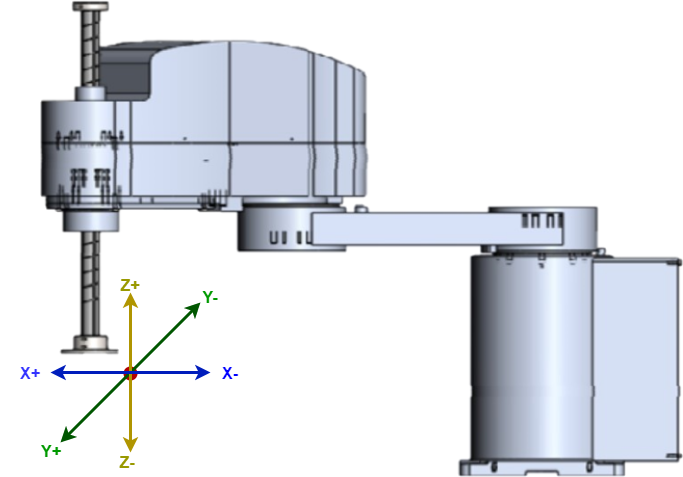 Z+
Y-
X+
X-
Y+
Z-